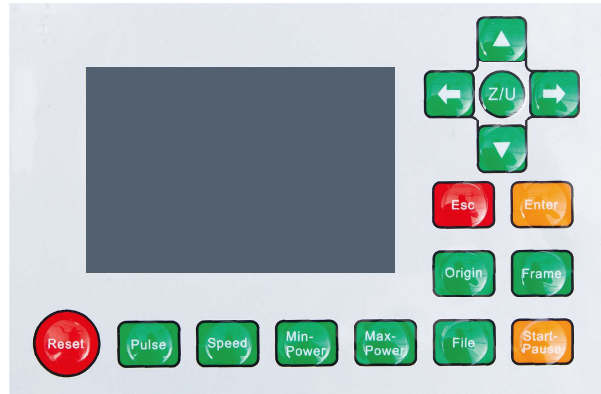 Z/U
Esc
Enter
Origin
Frame
Reset
Pulse
Speed
Min-
Power
Max-
Power
File
Start-
Pause